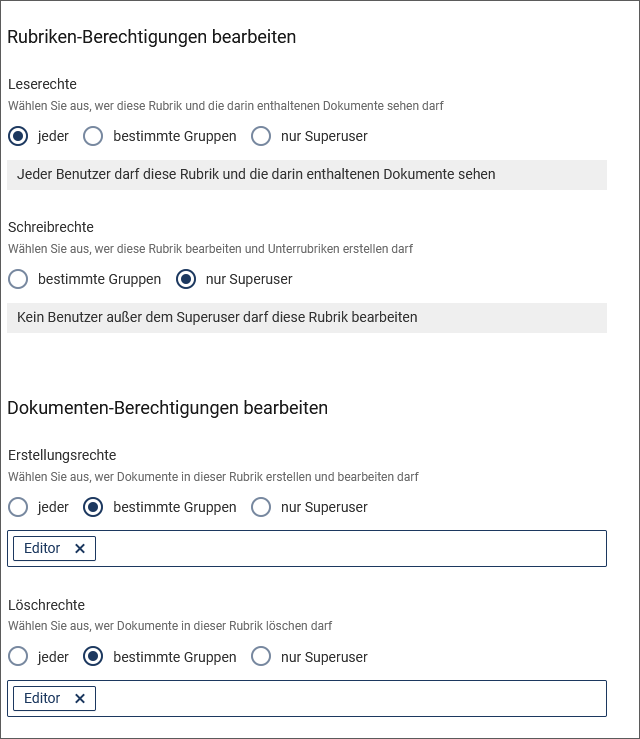 Rubriken-Berechtigungen bearbeiten
Leserechte
Wählen Sie aus, wer diese Rubrik und die darin enthaltenen Dokumente sehen darf
jeder bestimmte Gruppen nur Superuser
Jeder Benutzer darf diese Rubrik und die darin enthaltenen Dokumente sehen
Schreibrechte
Wählen Sie aus, wer diese Rubrik bearbeiten und Unterrubriken erstellen darf
bestimmte Gruppen nur Superuser
Kein Benutzer außer dem Superuser darf diese Rubrik bearbeiten
Dokumenten-Berechtigungen bearbeiten
Erstellungsrechte
Wählen Sie aus, wer Dokumente in dieser Rubrik erstellen und bearbeiten darf
jeder bestimmte Gruppen nur Superuser
Editor
Löschrechte
Wählen Sie aus, wer Dokumente in dieser Rubrik löschen darf
jeder bestimmte Gruppen nur Superuser
Editor